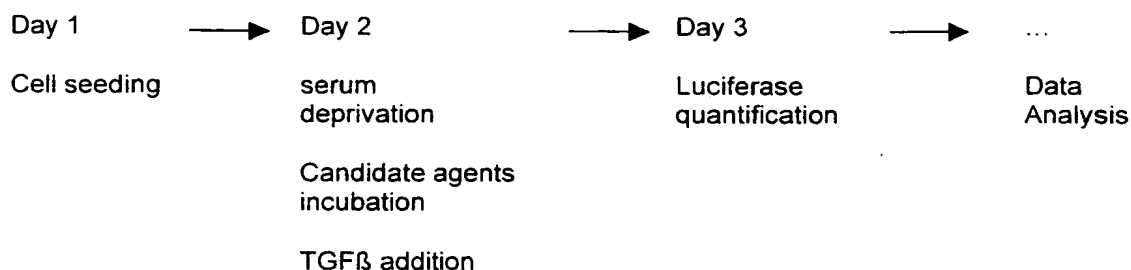 Day 1
Day 2
Day 3
...
Cell seeding
serum
deprivation
Candidate agents
incubation
TGFß addition
Luciferase
quantification
Data
Analysis